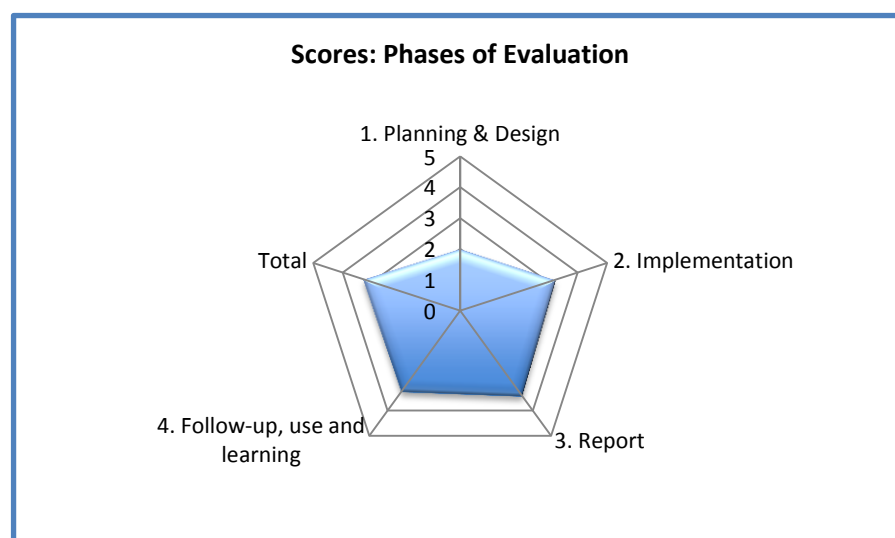 Scores: Phases of Evaluation
1. Planning & Design
5
4
3
2
1
0
Total
2. Implementation
4. Follow-up, use and
learning
3. Report